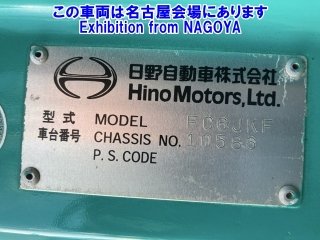 この車両は名古屋会場にあります
Exhibition from NAGOYA
日野自動車株式会社
Hino Motors, Ltd.
型式 MODEL FC6JKF
車台番号 CHASSIS NO. 10583
P.S. CODE